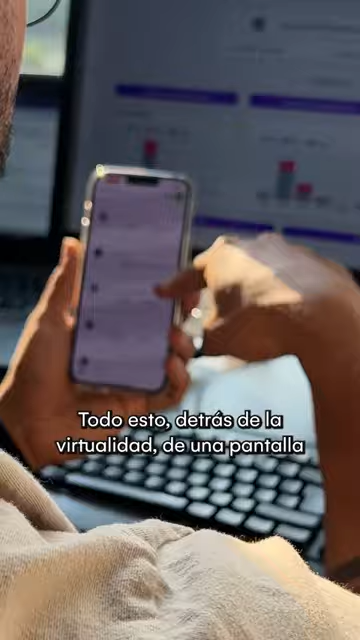 Todo esto, detrás de la
virtualidad, de una pantalla